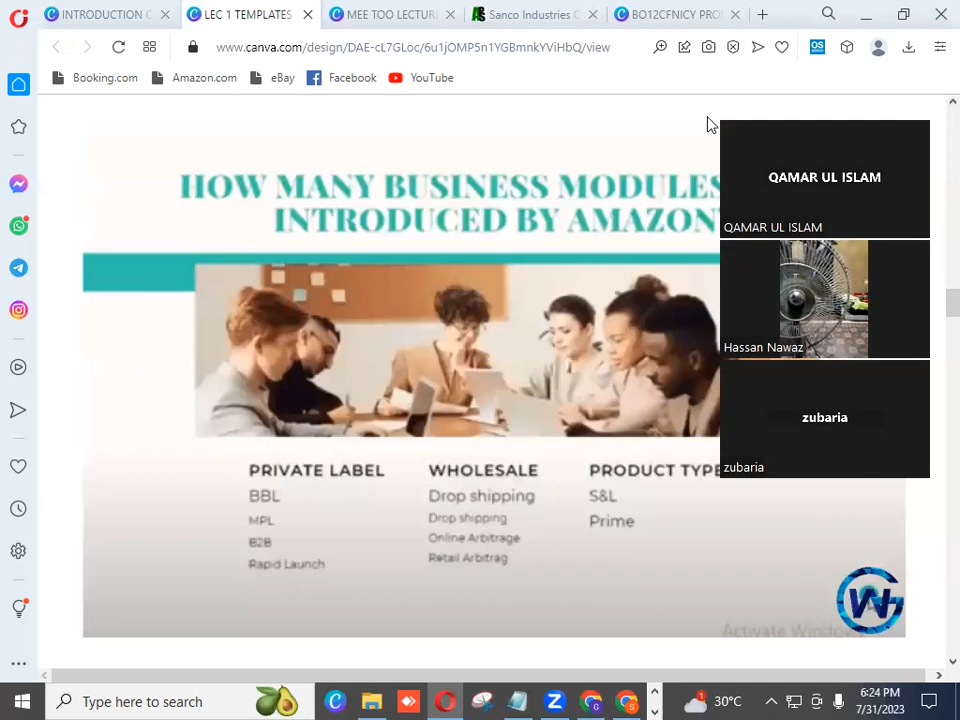 INTRODUCTION C
LEC 1 TEMPLATES
MEE TOO LECTUR
Sanco Industries C
BO12CFNICY PRO
www.canva.com/design/DAE-cL7GLoc/6u1jOMP5n1YGBmnkYViHbQ/view
Booking.com
Amazon.com
eBay
Facebook
YouTube
HOW MANY BUSINESS MODULES
INTRODUCED BY AMAZON
QAMAR UL ISLAM
QAMAR UL ISLAM
Hassan Nawaz
zubaria
zubaria
PRIVATE LABEL
BBL
MPL
B2B
Rapid Launch
WHOLESALE
Drop shipping
Drop shipping
Online Arbitrage
Retail Arbitrag
PRODUCT TYPE
S&L
Prime
Activate Windows
Type here to search
30°C
6:24 PM
7/31/2023